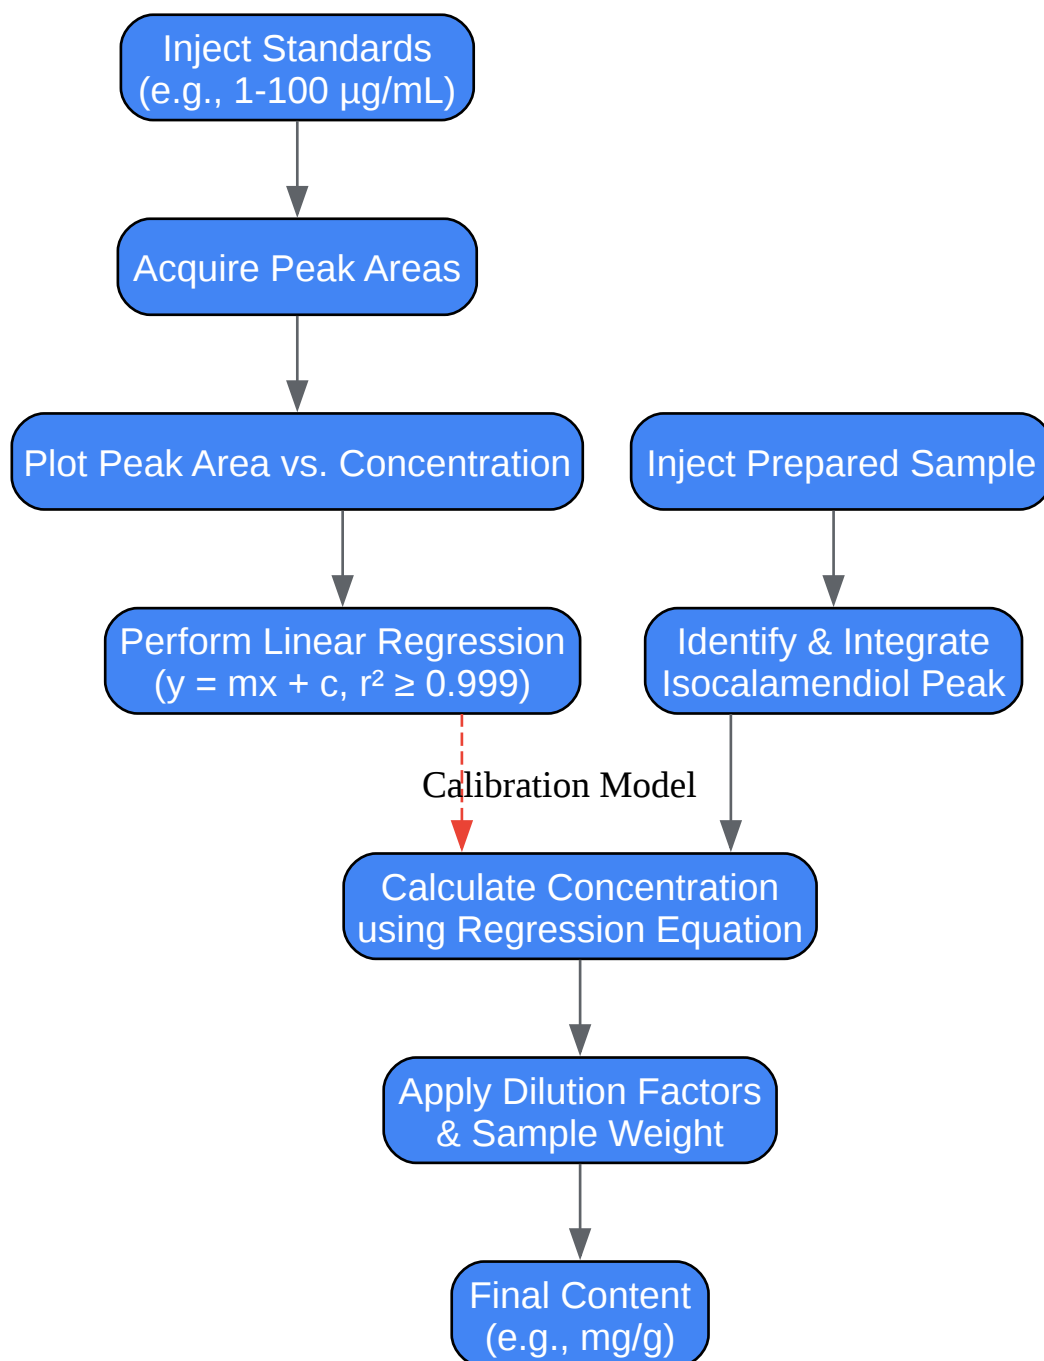 Inject Standards
(e.g., 1-100 µg/mL)
Acquire Peak Areas
Plot Peak Area vs. Concentration
Inject Prepared Sample
Perform Linear Regression
(y = mx + c, r² ≥ 0.999)
Identify & Integrate
Isocalamendiol Peak
Calibration Model
Calculate Concentration
using Regression Equation
Apply Dilution Factors
& Sample Weight
Final Content
(e.g., mg/g)